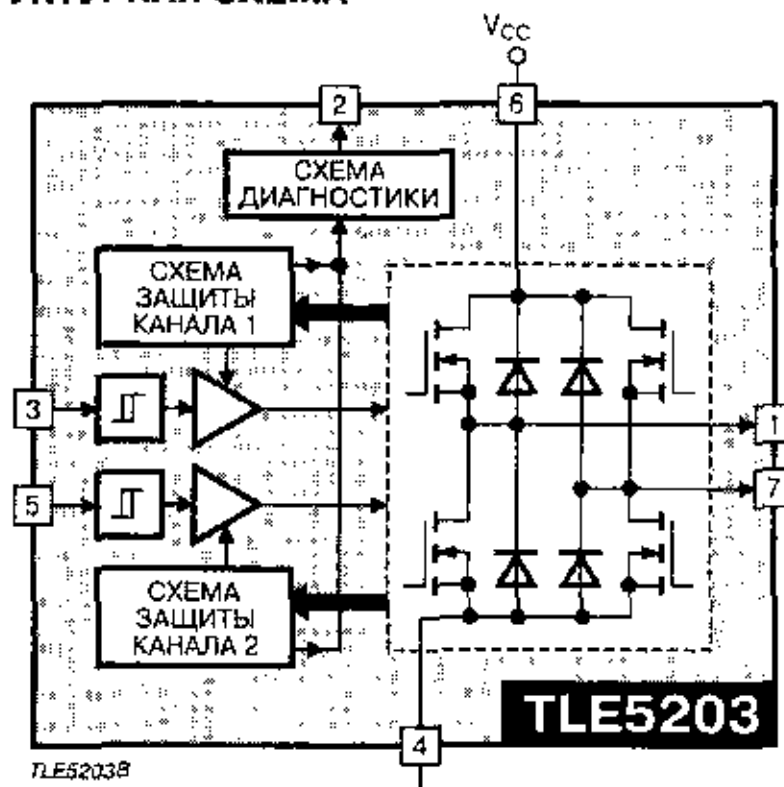 VCC
2
6
СХЕМА
ДИАГНОСТИКИ
СХЕМА
ЗАЩИТЫ
КАНАЛА 1
3
1
5
7
СХЕМА
ЗАЩИТЫ
КАНАЛА 2
TLE5203
4
TLE5203B